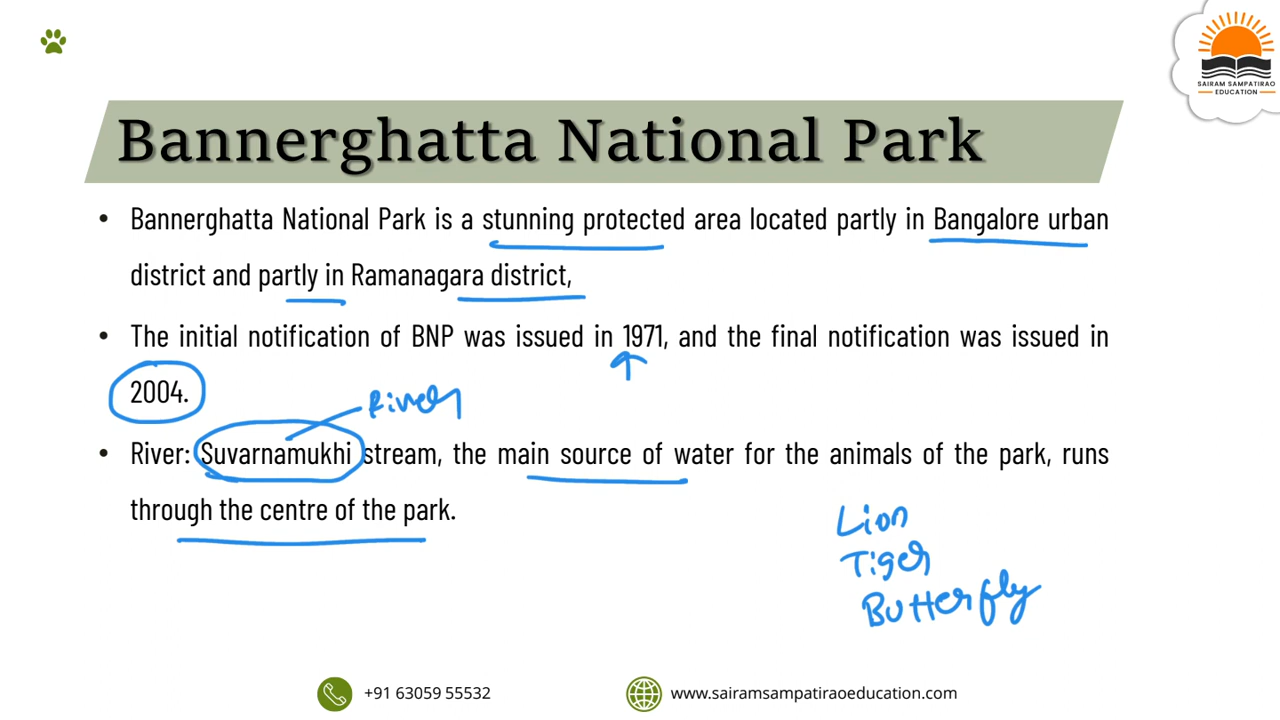 SAIRAM SAMPATIRAO
EDUCATION
Bannerghatta National Park
• Bannerghatta National Park is a stunning protected area located partly in Bangalore urban
district and partly in Ramanagara district,
• The initial notification of BNP was issued in 1971, and the final notification was issued in
2004.
River
• River: Suvarnamukhi stream, the main source of water for the animals of the park, runs
through the centre of the park.
Lion
Tiger
Butterfly
+91 63059 55532
www.sairamsampatiraoeducation.com